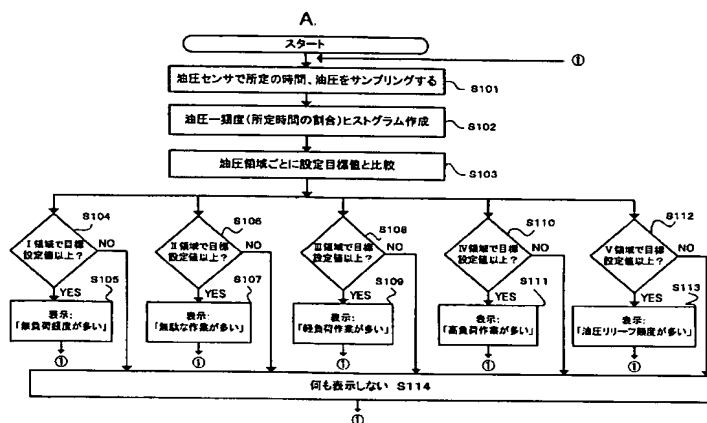 A.
スタート
①
油圧センサで所定の時間、油圧をサンプリングする
S101
油圧ー頻度(所定時間の割合)ヒストグラム作成
S102
油圧領域ごとに設定目標値と比較
S103
S104
Ⅰ領域で目標
設定値以上?
NO
YES
S105
表示:
「無負荷頻度が多い」
①
S106
Ⅱ領域で目標
設定値以上?
NO
YES
S107
表示:
「無駄な作業が多い」
①
S108
Ⅲ領域で目標
設定値以上?
NO
YES
S109
表示:
「軽負荷作業が多い」
①
S110
Ⅳ領域で目標
設定値以上?
NO
YES
S111
表示:
「高負荷作業が多い」
①
S112
Ⅴ領域で目標
設定値以上?
NO
YES
S113
表示:
「油圧リリーフ頻度が多い」
①
何も表示しない S114
①